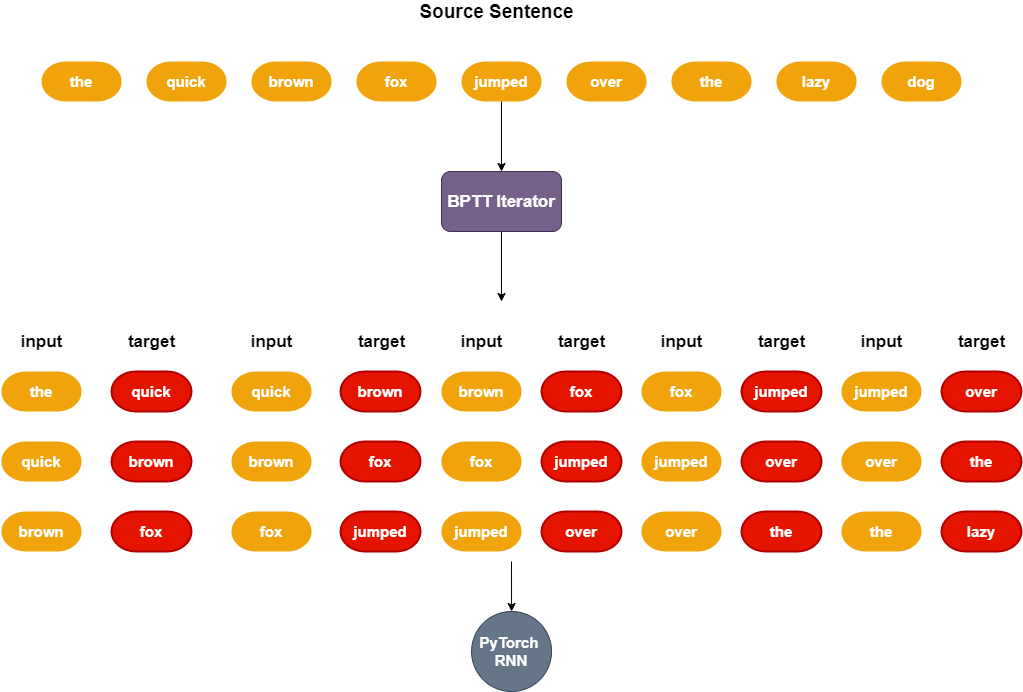 Source Sentence
the quick brown fox jumped over the lazy dog
BPTT Iterator
input target input target input target input target input target
the quick quick brown brown fox fox jumped jumped over
quick brown brown fox fox jumped jumped over over the
brown fox fox jumped jumped over over the the lazy
PyTorch
RNN